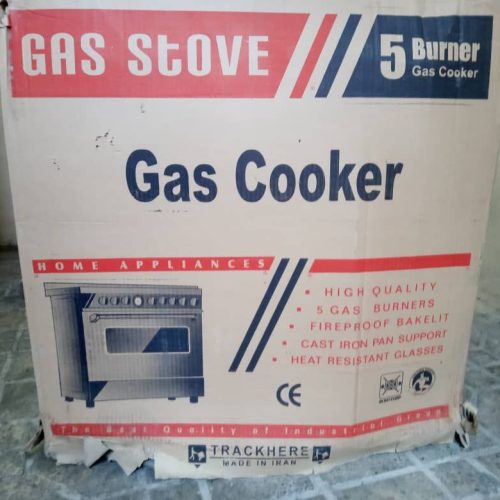 GAS StOVE
5 Burner
Gas Cooker
Gas Cooker
HOME APPLIANCES
• HIGH QUALITY
• 5 GAS BURNERS
• FIREPROOF BAKELIT
• CAST IRON PAN SUPPORT
• HEAT RESISTANT GLASSES
CE
The Best Quality of Industrial Group
TRACKHERE
MADE IN IRAN